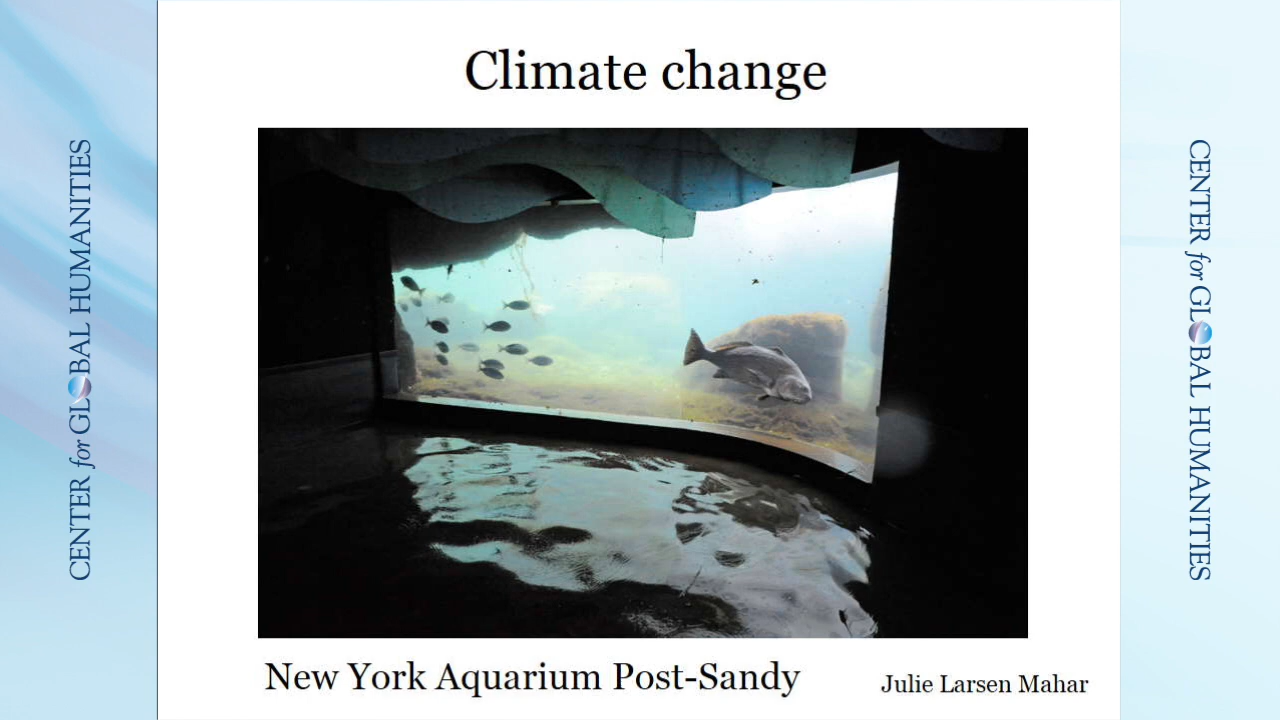 Climate change
New York Aquarium Post-Sandy
Julie Larsen Mahar
CENTER for GLOBAL HUMANITIES
CENTER for GLOBAL HUMANITIES